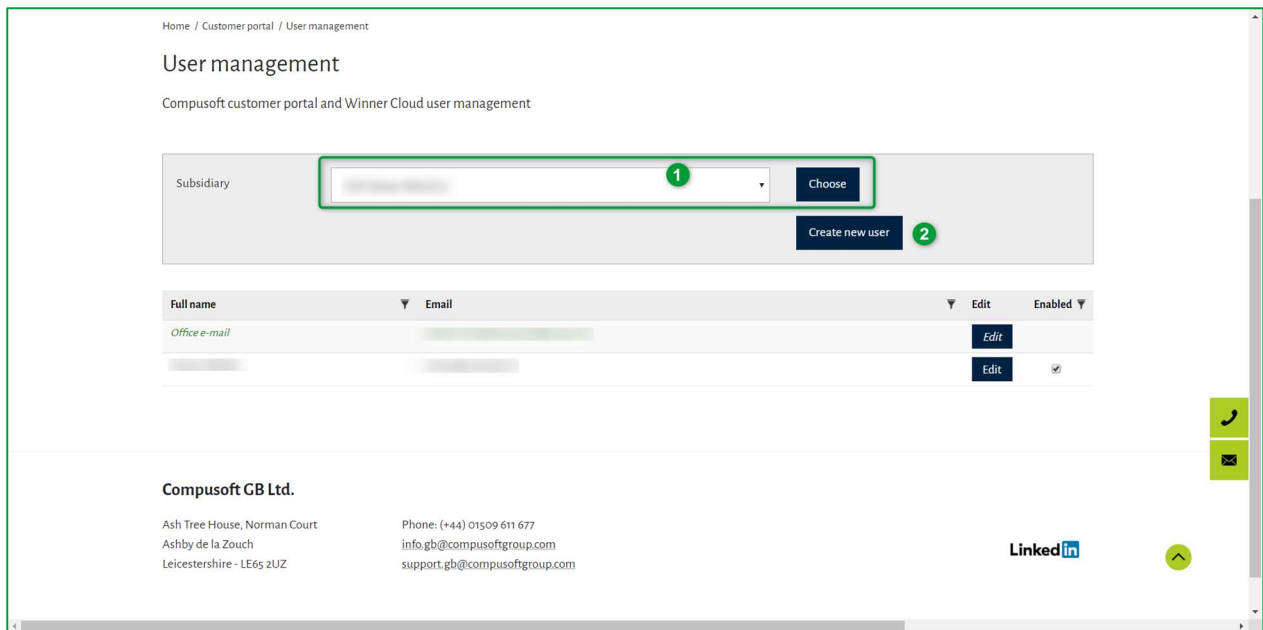 Home / Customer portal / User management
User management
Compusoft customer portal and Winner Cloud user management
Subsidiary
1
Choose
Create new user
2
Full name Email Edit Enabled
Office e-mail Edit
Edit
Compusoft GB Ltd.
Ash Tree House, Norman Court Phone: (+44) 01509 611 677
Ashby de la Zouch info.gb@compusoftgroup.com
Leicestershire - LE65 2UZ support.gb@compusoftgroup.com
Linked in